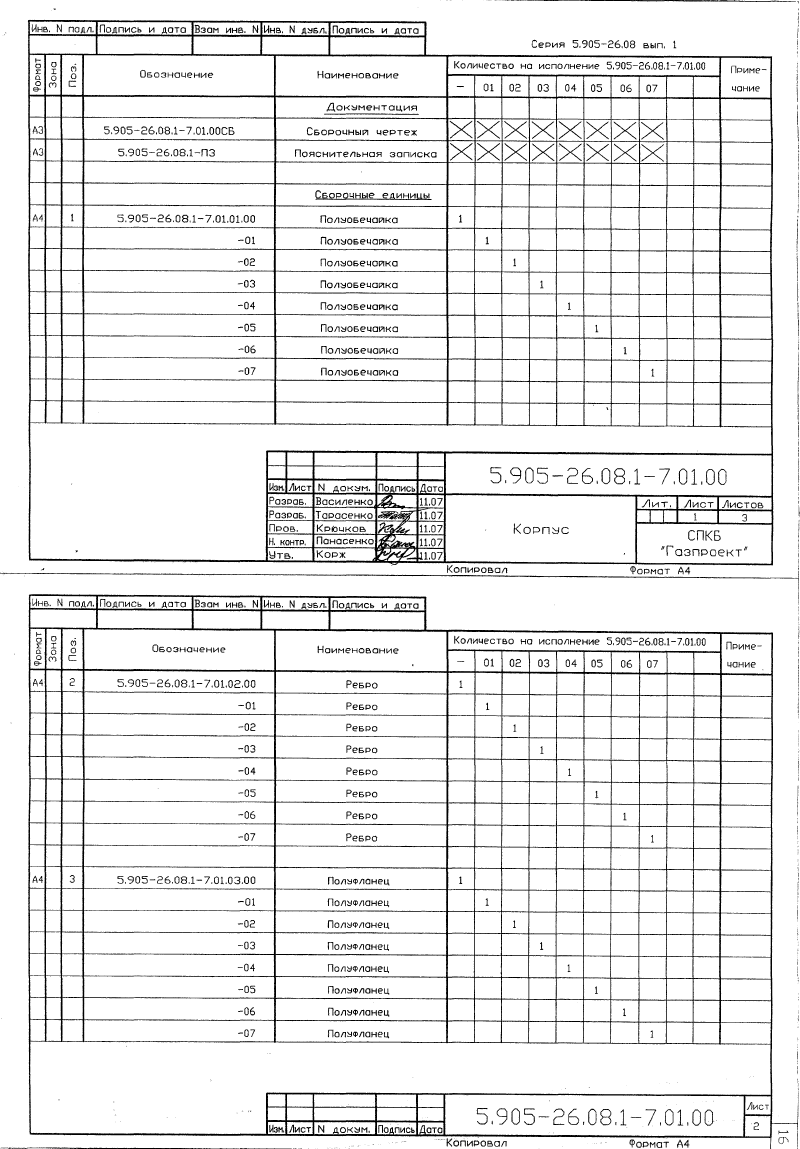 Инв. N подл. Подпись и дата Взам инв. N Инв. N дубл. Подпись и дата
Серия 5.905-26.08 вып. 1
Формат Зона Поз. Обозначение Наименование Количество на исполнение 5.905-26.08.1-7.01.00 Приме-
чание
- 01 02 03 04 05 06 07
Документация
А3 5.905-26.08.1-7.01.00СБ Сборочный чертеж
А3 5.905-26.08.1-ПЗ Пояснительная записка
Сборочные единицы
А4 1 5.905-26.08.1-7.01.01.00 Полуобечайка 1
-01 Полуобечайка 1
-02 Полуобечайка 1
-03 Полуобечайка 1
-04 Полуобечайка 1
-05 Полуобечайка 1
-06 Полуобечайка 1
-07 Полуобечайка 1
5.905-26.08.1-7.01.00
Изм. Лист N докум. Подпись Дата
Разраб. Василенко 11.07
Разраб. Тарасенко 11.07
Пров. Крючков 11.07
Н. контр. Панасенко 11.07
Утв. Корж 11.07
Корпус
Лит. Лист Листов
1 3
СПКБ
"Газпроект"
Копировал Формат А4
Инв. N подл. Подпись и дата Взам инв. N Инв. N дубл. Подпись и дата
Формат Зона Поз. Обозначение Наименование Количество на исполнение 5.905-26.08.1-7.01.00 Приме-
чание
- 01 02 03 04 05 06 07
А4 2 5.905-26.08.1-7.01.02.00 Ребро 1
-01 Ребро 1
-02 Ребро 1
-03 Ребро 1
-04 Ребро 1
-05 Ребро 1
-06 Ребро 1
-07 Ребро 1
А4 3 5.905-26.08.1-7.01.03.00 Полуфланец 1
-01 Полуфланец 1
-02 Полуфланец 1
-03 Полуфланец 1
-04 Полуфланец 1
-05 Полуфланец 1
-06 Полуфланец 1
-07 Полуфланец 1
Изм. Лист N докум. Подпись Дата
5.905-26.08.1-7.01.00
Лист
2
Копировал Формат А4
16